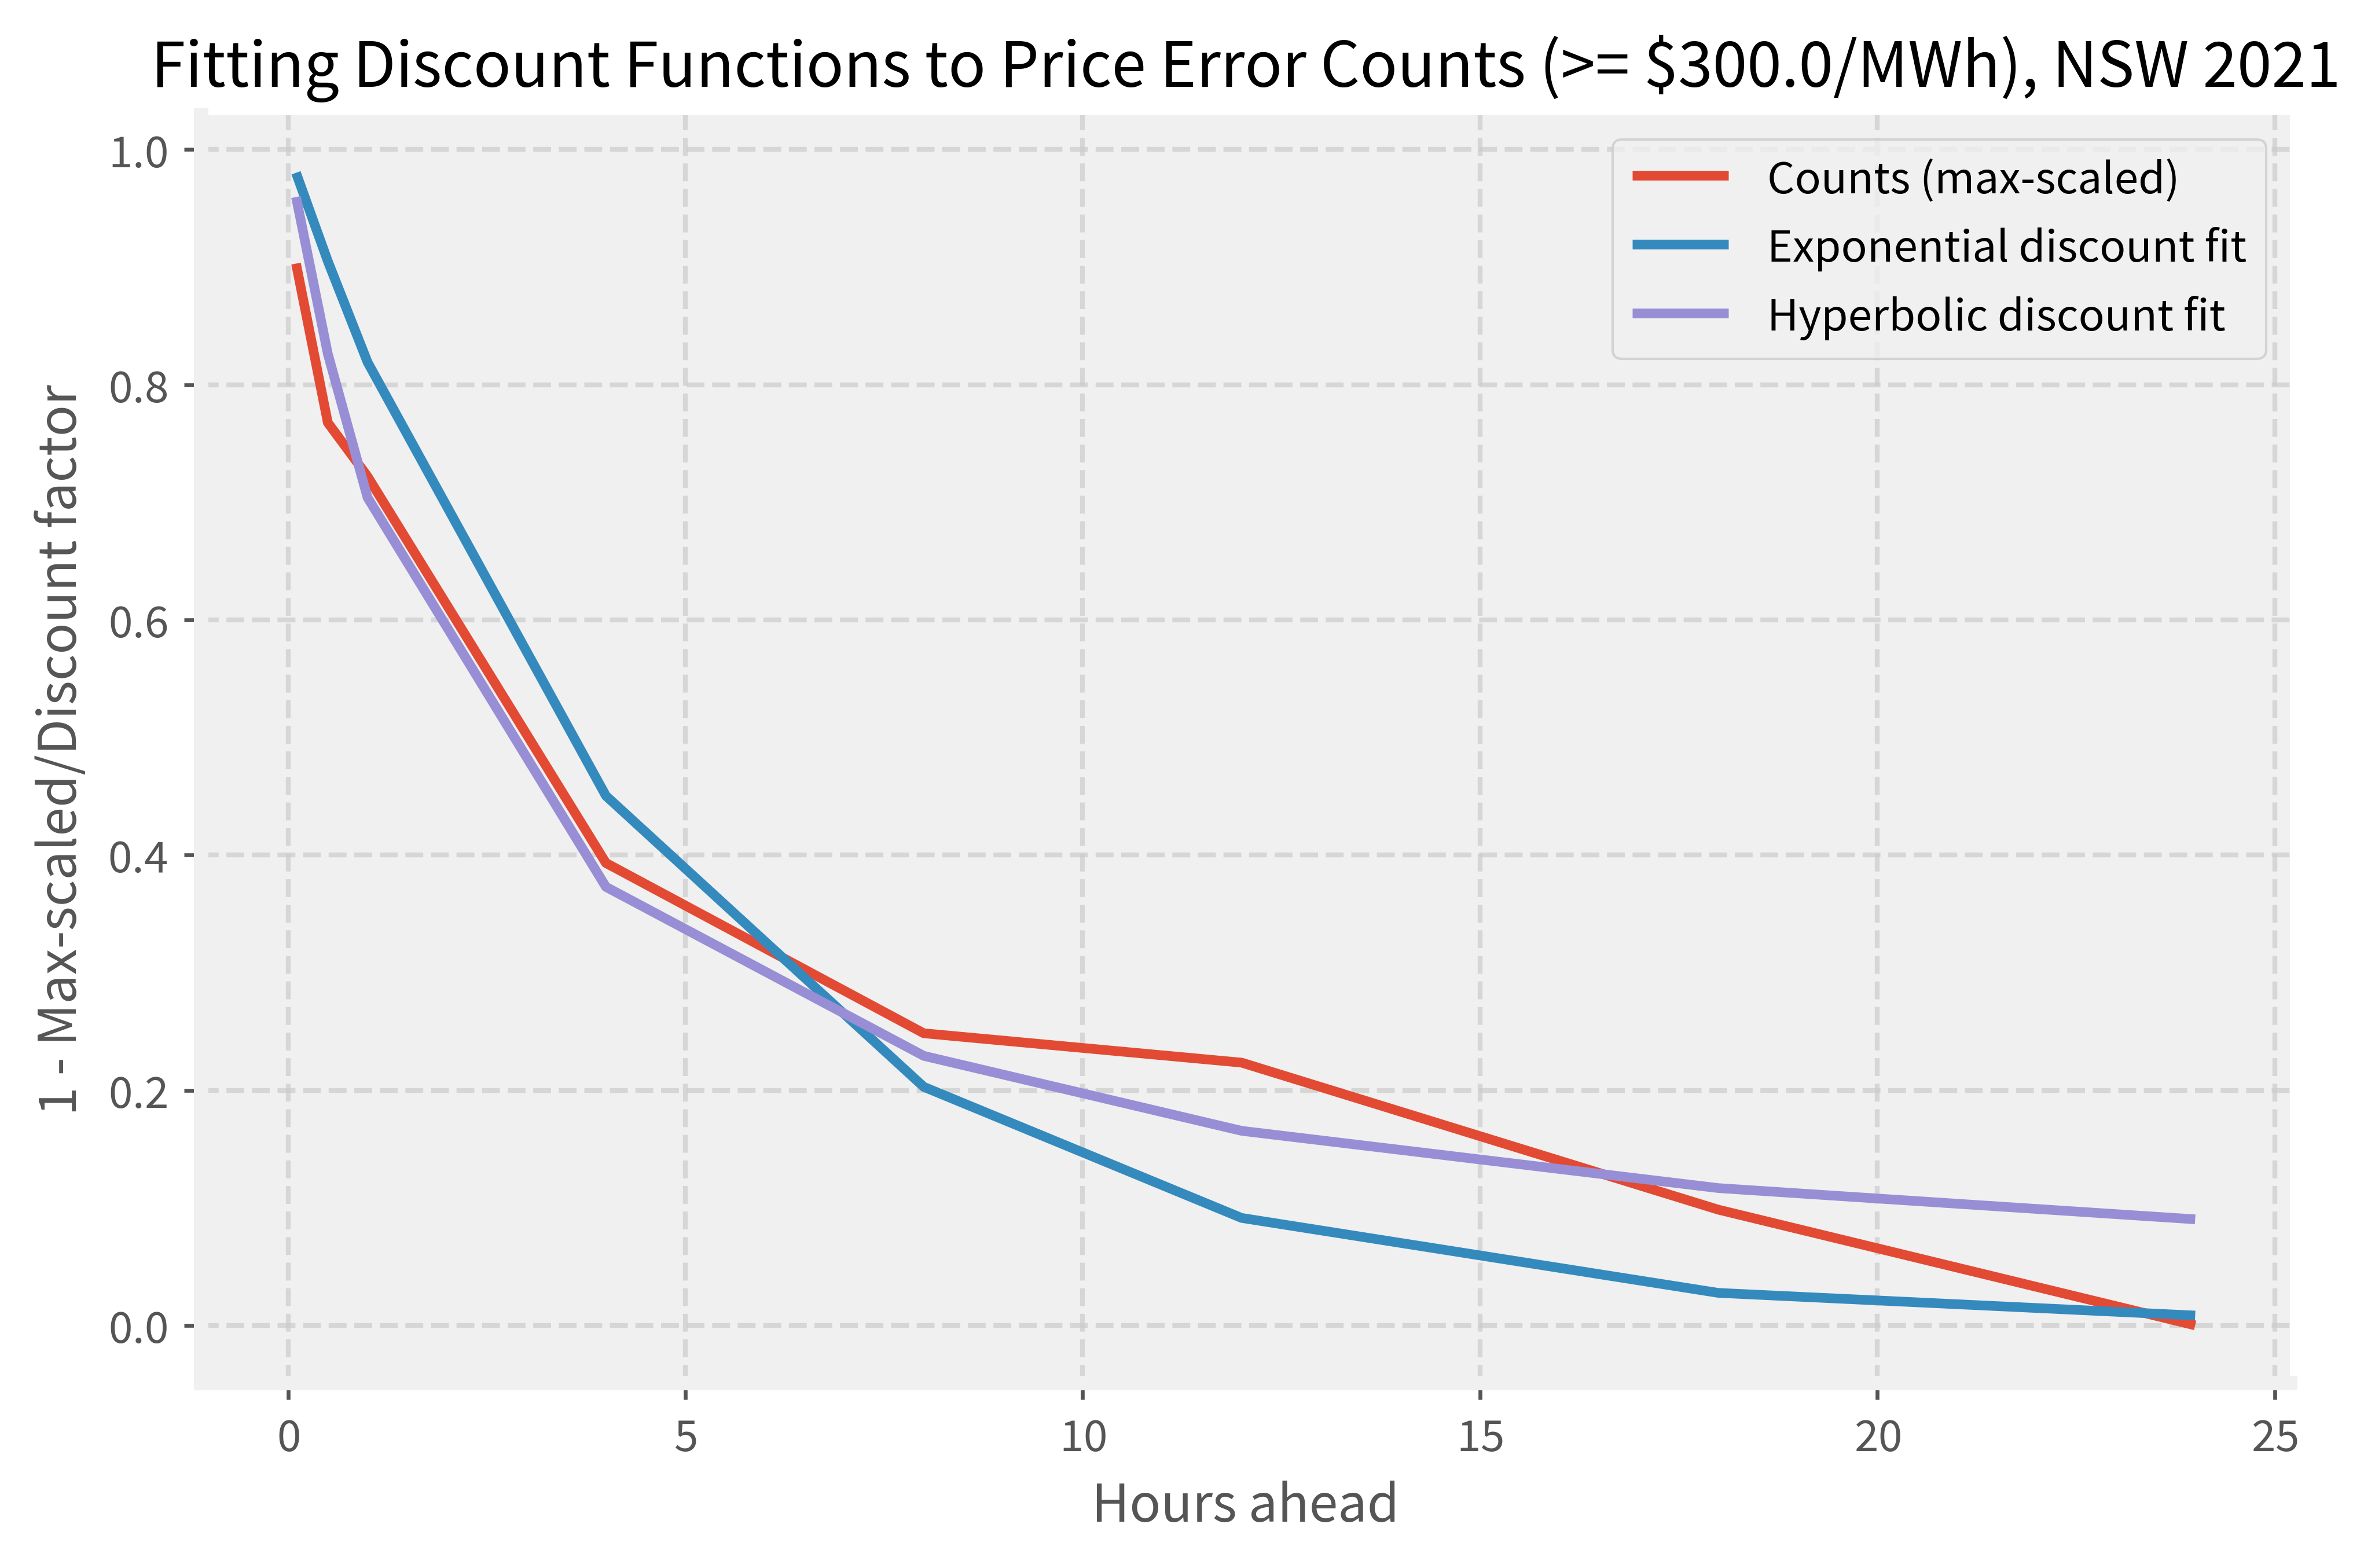 Fitting Discount Functions to Price Error Counts (>= $300.0/MWh), NSW 2021
Counts (max-scaled)
Exponential discount fit
Hyperbolic discount fit
1 - Max-scaled/Discount factor
1.0
0.8
0.6
0.4
0.2
0.0
0 5 10 15 20 25
Hours ahead